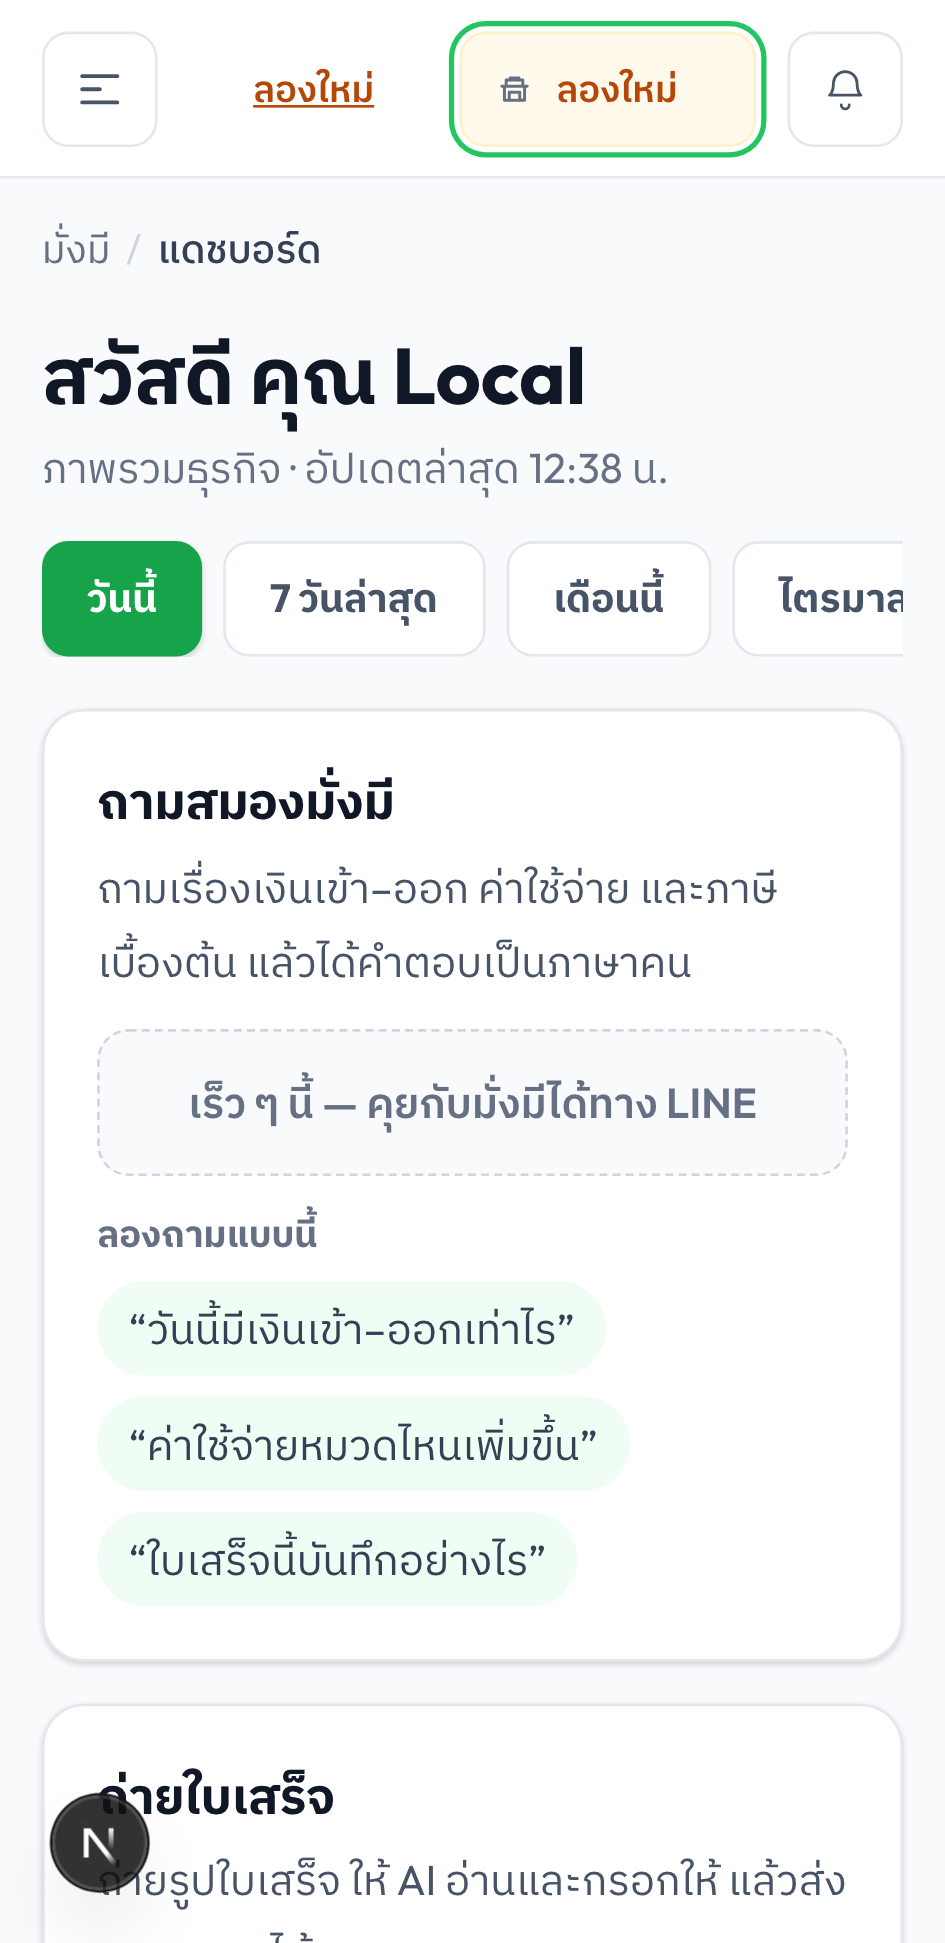 ลองใหม่
ลองใหม่
มั่งมี / แดชบอร์ด
สวัสดี คุณ Local
ภาพรวมธุรกิจ · อัปเดตล่าสุด 12:38 น.
วันนี้
7 วันล่าสุด
เดือนนี้
ถามสมองมั่งมี
ถามเรื่องเงินเข้า–ออก ค่าใช้จ่าย และภาษี
เบื้องต้น แล้วได้คำตอบเป็นภาษาคน
เร็ว ๆ นี้ — คุยกับมั่งมีได้ทาง LINE
ลองถามแบบนี้
“วันนี้มีเงินเข้า–ออกเท่าไร”
“ค่าใช้จ่ายหมวดไหนเพิ่มขึ้น”
“ใบเสร็จนี้บันทึกอย่างไร”
ถ่ายใบเสร็จ
N
ถ่ายรูปใบเสร็จ ให้ AI อ่านและกรอกให้ แล้วส่ง